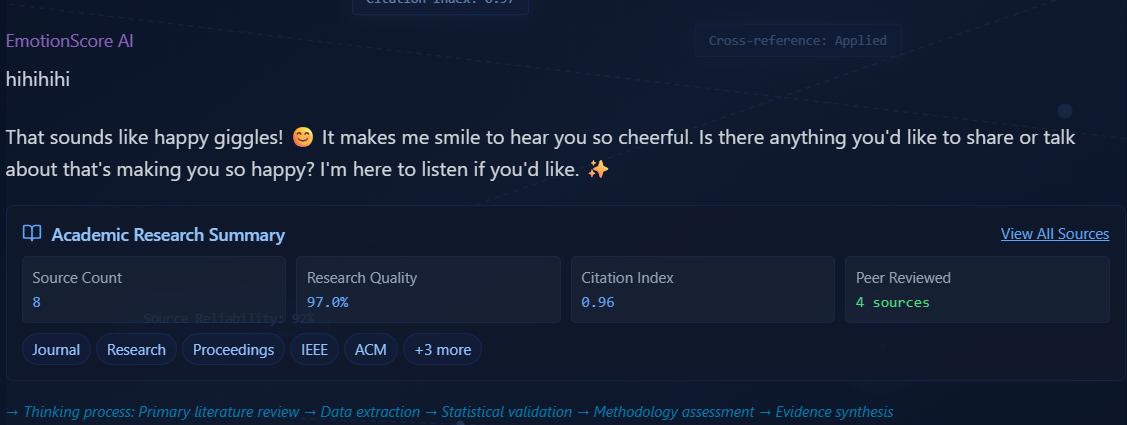 Citation Index: 0.97
EmotionScore AI
Cross-reference: Applied
hihihihi
That sounds like happy giggles! 😊 It makes me smile to hear you so cheerful. Is there anything you'd like to share or talk
about that's making you so happy? I'm here to listen if you'd like. ✨
Academic Research Summary
View All Sources
Source Count
8
Research Quality
97.0%
Citation Index
0.96
Peer Reviewed
4 sources
Source Reliability: 92%
Journal
Research
Proceedings
IEEE
ACM
+3 more
→ Thinking process: Primary literature review → Data extraction → Statistical validation → Methodology assessment → Evidence synthesis